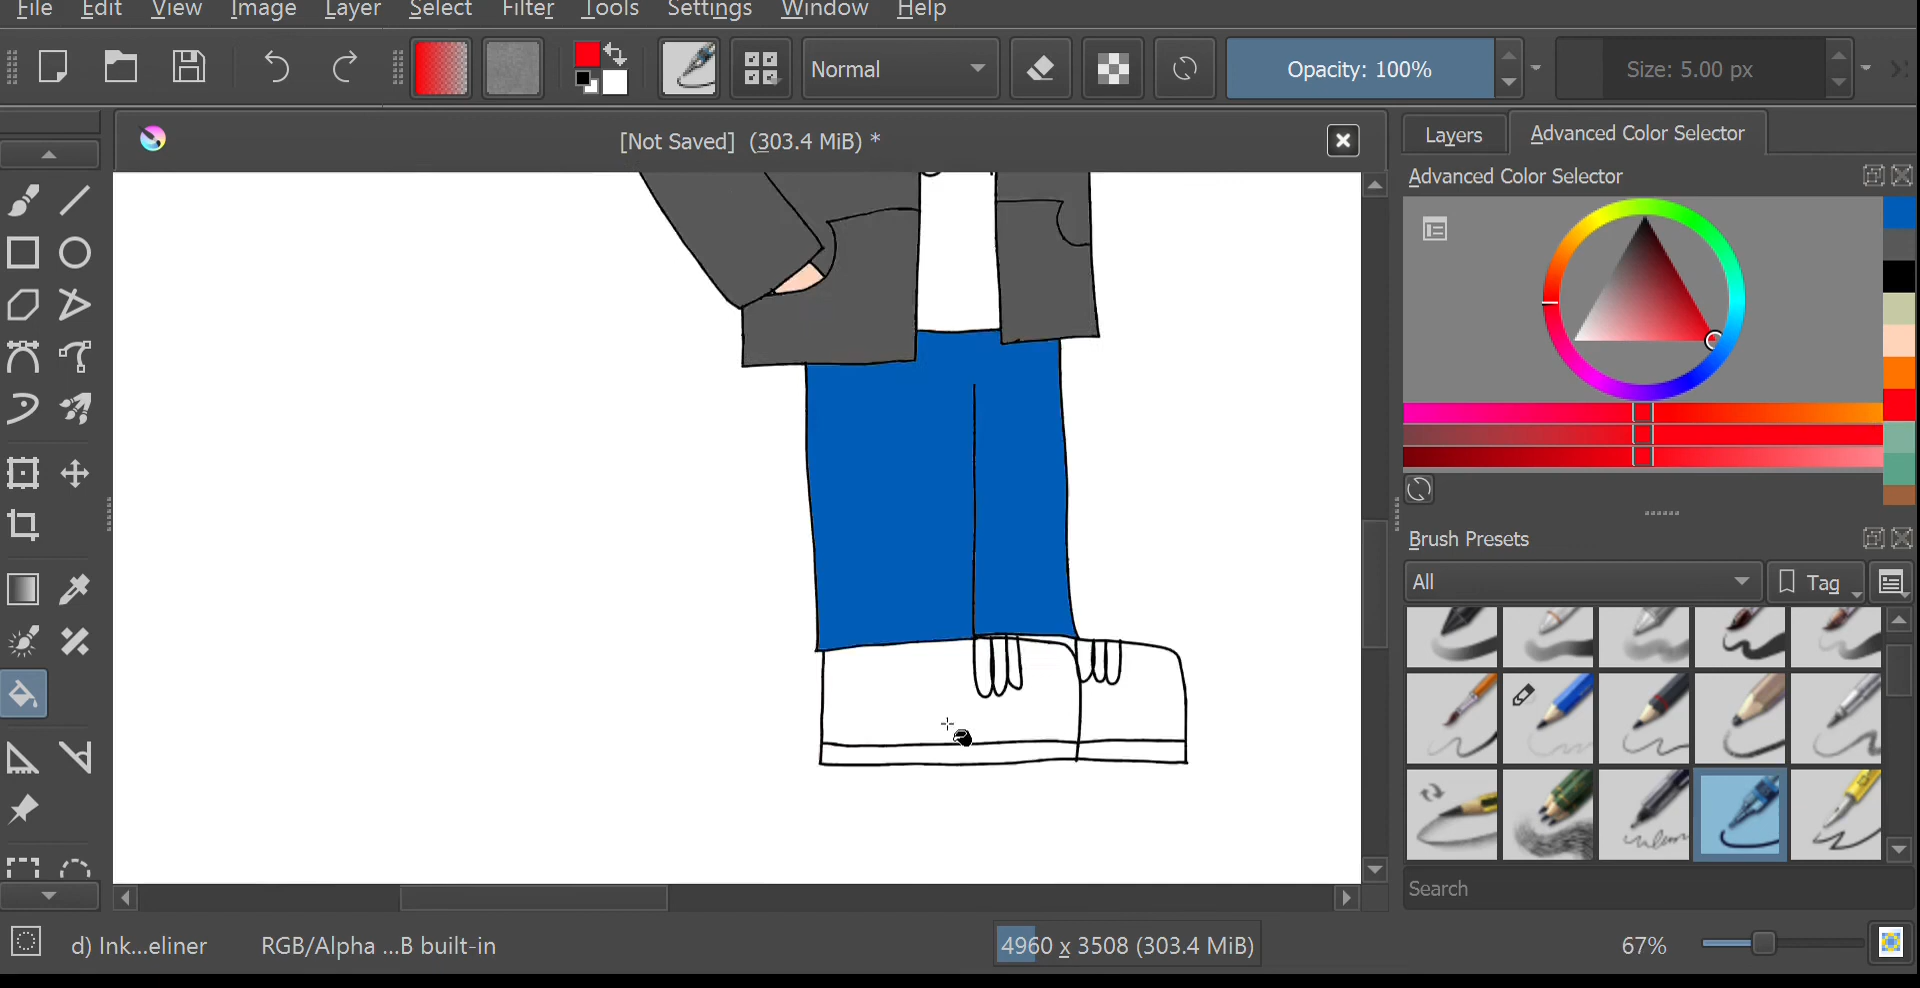 File Edit View Image Layer Select Filter Tools Settings Window Help
Normal Opacity: 100% Size: 5.00 px
[Not Saved] (303.4 MiB) *
Layers Advanced Color Selector
Advanced Color Selector
Brush Presets
All Tag
Search
d) Ink...eliner RGB/Alpha ...B built-in 4960 x 3508 (303.4 MiB) 67%